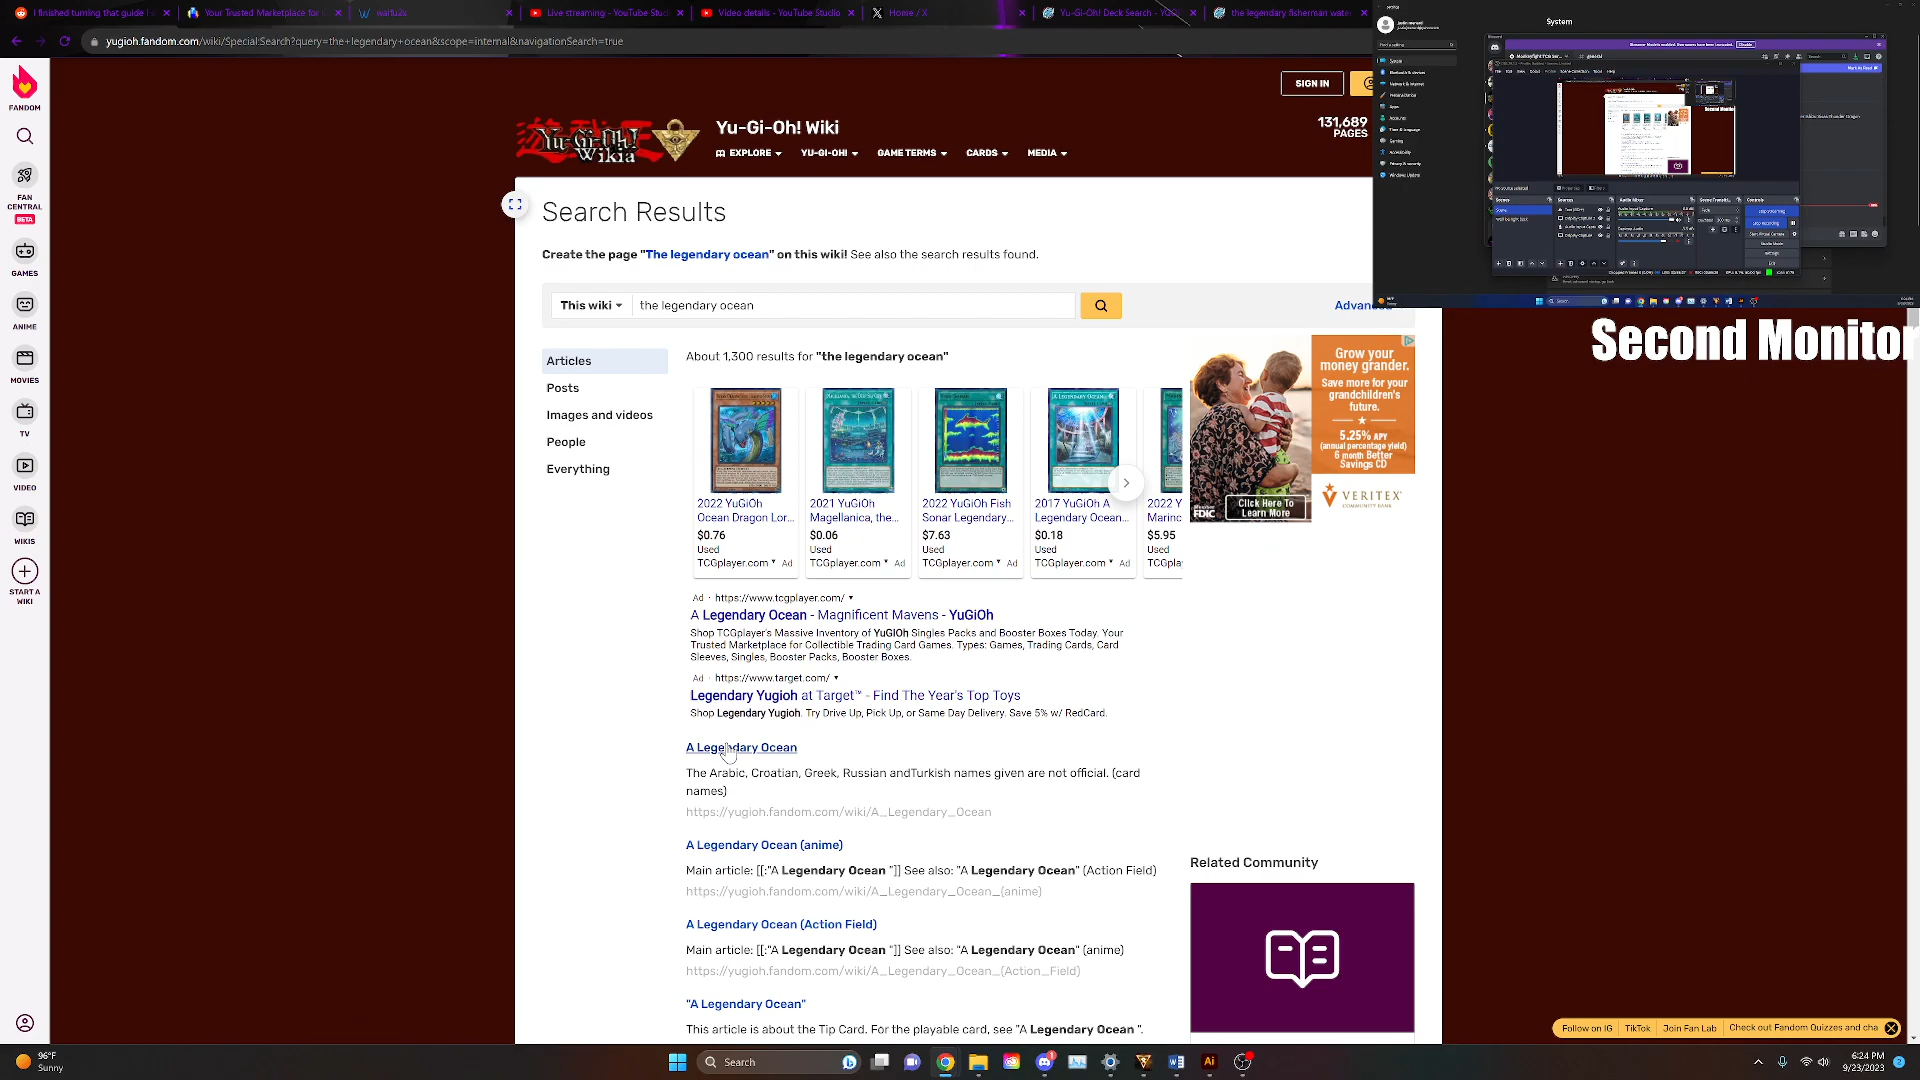 I finished turning that guide i
Your Trusted Marketplace for
waifu2x
Live streaming - YouTube Stud
Video details - YouTube Studio
Home / X
Yu-Gi-Oh! Deck Search - YGO
the legendary fisherman wate
yugioh.fandom.com/wiki/Special:Search?query=the+legendary+ocean&scope=internal&navigationSearch=true
FANDOM
FAN CENTRAL
BETA
GAMES
ANIME
MOVIES
TV
VIDEO
WIKIS
START A WIKI
SIGN IN
Yu-Gi-Oh! Wikia
Yu-Gi-Oh! Wiki
131,689
PAGES
EXPLORE
YU-GI-OH!
GAME TERMS
CARDS
MEDIA
System
Second Monitor
Search Results
Create the page "The legendary ocean" on this wiki! See also the search results found.
This wiki
the legendary ocean
Articles
Posts
Images and videos
People
Everything
About 1,300 results for "the legendary ocean"
2022 YuGiOh
Ocean Dragon Lor...
$0.76
Used
TCGplayer.com
Ad
2021 YuGiOh
Magellanica, the...
$0.06
Used
TCGplayer.com
Ad
2022 YuGiOh Fish
Sonar Legendary...
$7.63
Used
TCGplayer.com
Ad
2017 YuGiOh A
Legendary Ocean...
$0.18
Used
TCGplayer.com
Ad
2022 Y
Marinc
$5.95
Used
TCGpla
Grow your
money grander.
Save more for your
grandchildren's
future.
5.25% APY
(annual percentage yield)
6 month Better
Savings CD
VERITEX
COMMUNITY BANK
Click Here To
Learn More
FDIC
Ad · https://www.tcgplayer.com/
A Legendary Ocean - Magnificent Mavens - YuGiOh
Shop TCGplayer's Massive Inventory of YuGIOh Singles Packs and Booster Boxes Today. Your
Trusted Marketplace for Collectible Trading Card Games. Types: Games, Trading Cards, Card
Sleeves, Singles, Booster Packs, Booster Boxes.
Ad · https://www.target.com/
Legendary Yugioh at Target™ - Find The Year's Top Toys
Shop Legendary Yugioh. Try Drive Up, Pick Up, or Same Day Delivery. Save 5% w/ RedCard.
A Legendary Ocean
The Arabic, Croatian, Greek, Russian andTurkish names given are not official. (card
names)
https://yugioh.fandom.com/wiki/A_Legendary_Ocean
A Legendary Ocean (anime)
Main article: [[:"A Legendary Ocean "]] See also: "A Legendary Ocean" (Action Field)
https://yugioh.fandom.com/wiki/A_Legendary_Ocean_(anime)
A Legendary Ocean (Action Field)
Main article: [[:"A Legendary Ocean "]] See also: "A Legendary Ocean" (anime)
https://yugioh.fandom.com/wiki/A_Legendary_Ocean_(Action_Field)
"A Legendary Ocean"
This article is about the Tip Card. For the playable card, see "A Legendary Ocean ".
Related Community
Follow on IG
TikTok
Join Fan Lab
Check out Fandom Quizzes and cha
96°F
Sunny
Search
6:24 PM
9/23/2023